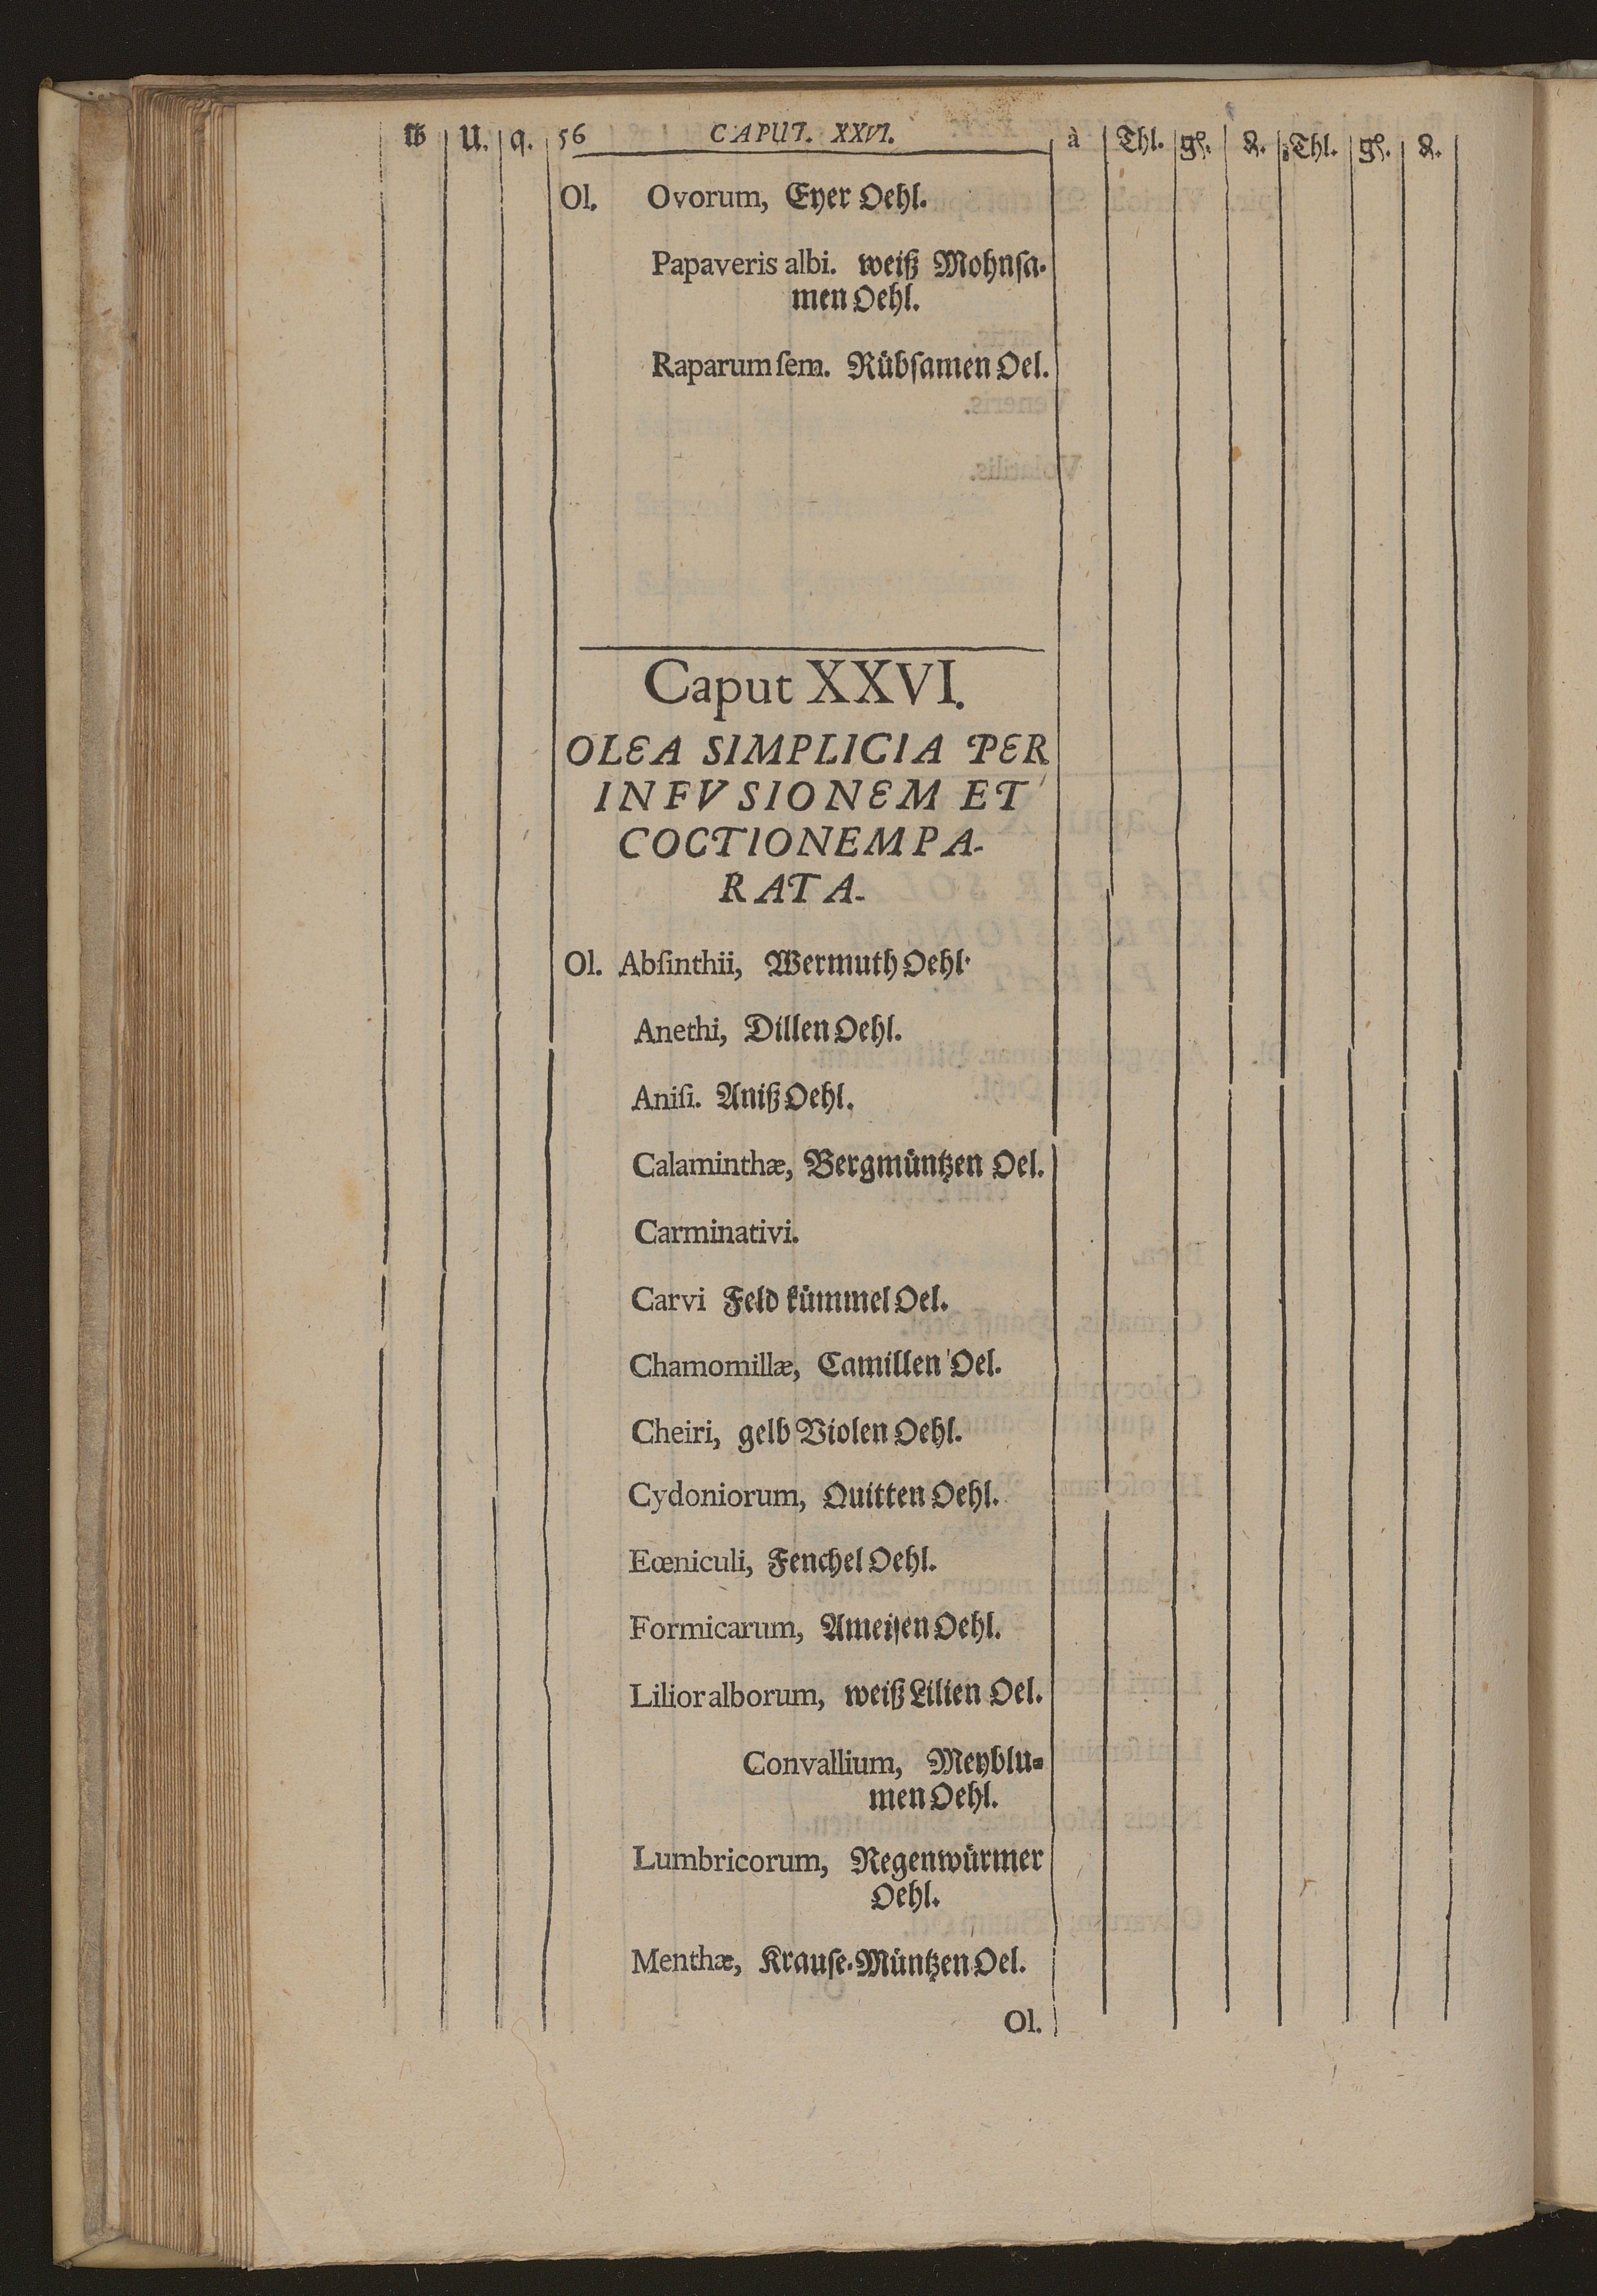 ℔ U. q. 56 CAPUT. XXVI. à Thl. gℓ. ₰. Thl. gℓ. ₰.
Ol. Ovorum, Eyer Oehl.
Papaveris albi. weiß Mohnſa-
men Oehl.
Raparum ſem. Rübſamen Oel.
Caput XXVI.
OLEA SIMPLICIA PER
INFVSIONEM ET
COCTIONEM PA-
RATA.
Ol. Abſinthii, Wermuth Oehl.
Anethi, Dillen Oehl.
Aniſi. Aniß Oehl.
Calaminthæ, Bergmüntzen Oel.
Carminativi.
Carvi Feld kümmel Oel.
Chamomillæ, Camillen Oel.
Cheiri, gelb Violen Oehl.
Cydoniorum, Quitten Oehl.
Eœniculi, Fenchel Oehl.
Formicarum, Ameiſen Oehl.
Lilior alborum, weiß Lilien Oel.
Convallium, Meyblu-
men Oehl.
Lumbricorum, Regenwürmer
Oehl.
Menthæ, Krauſe-Müntzen Oel.
Ol.